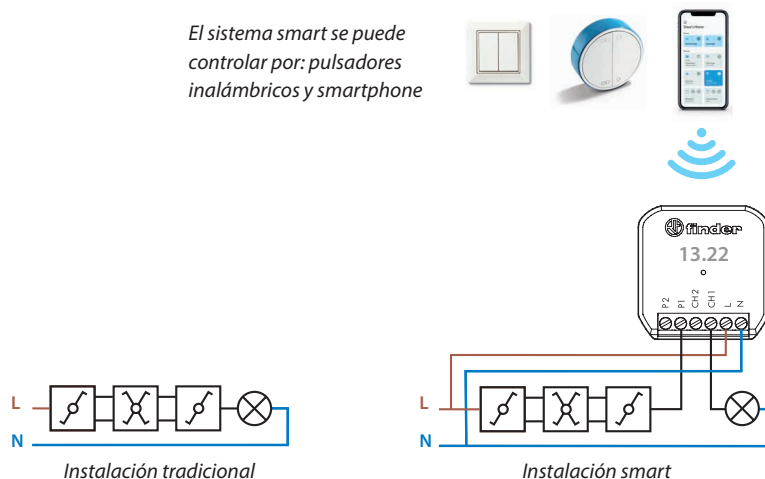 El sistema smart se puede
controlar por: pulsadores
inalámbricos y smartphone
finder
13.22
P2 P1 CH2 CH1 L N
L
N
Instalación tradicional
L
N
Instalación smart